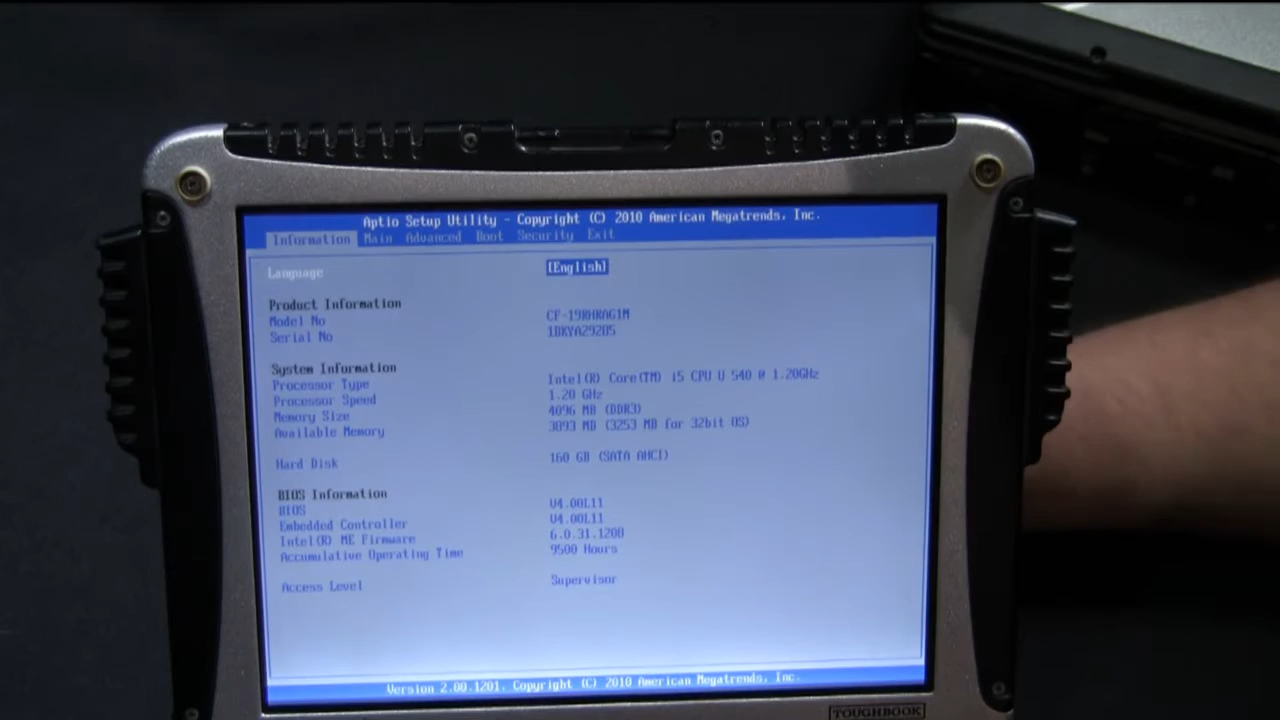 Aptio Setup Utility - Copyright (C) 2010 American Megatrends, Inc.
Information Main Advanced Boot Security Exit
Language [English]
Product Information
Model No CF-19RHRAG1M
Serial No 1DKYA29205
System Information
Processor Type Intel(R) Core(TM) i5 CPU U 540 @ 1.20GHz
Processor Speed 1.20 GHz
Memory Size 4096 MB (DDR3)
Available Memory 3893 MB (3253 MB for 32bit OS)
Hard Disk 160 GB (SATA AHCI)
BIOS Information
BIOS V4.00L11
Embedded Controller V4.00L11
Intel(R) ME Firmware 6.0.31.1208
Accumulative Operating Time 9500 Hours
Access Level Supervisor
Version 2.00.1201. Copyright (C) 2010 American Megatrends, Inc.
TOUGHBOOK